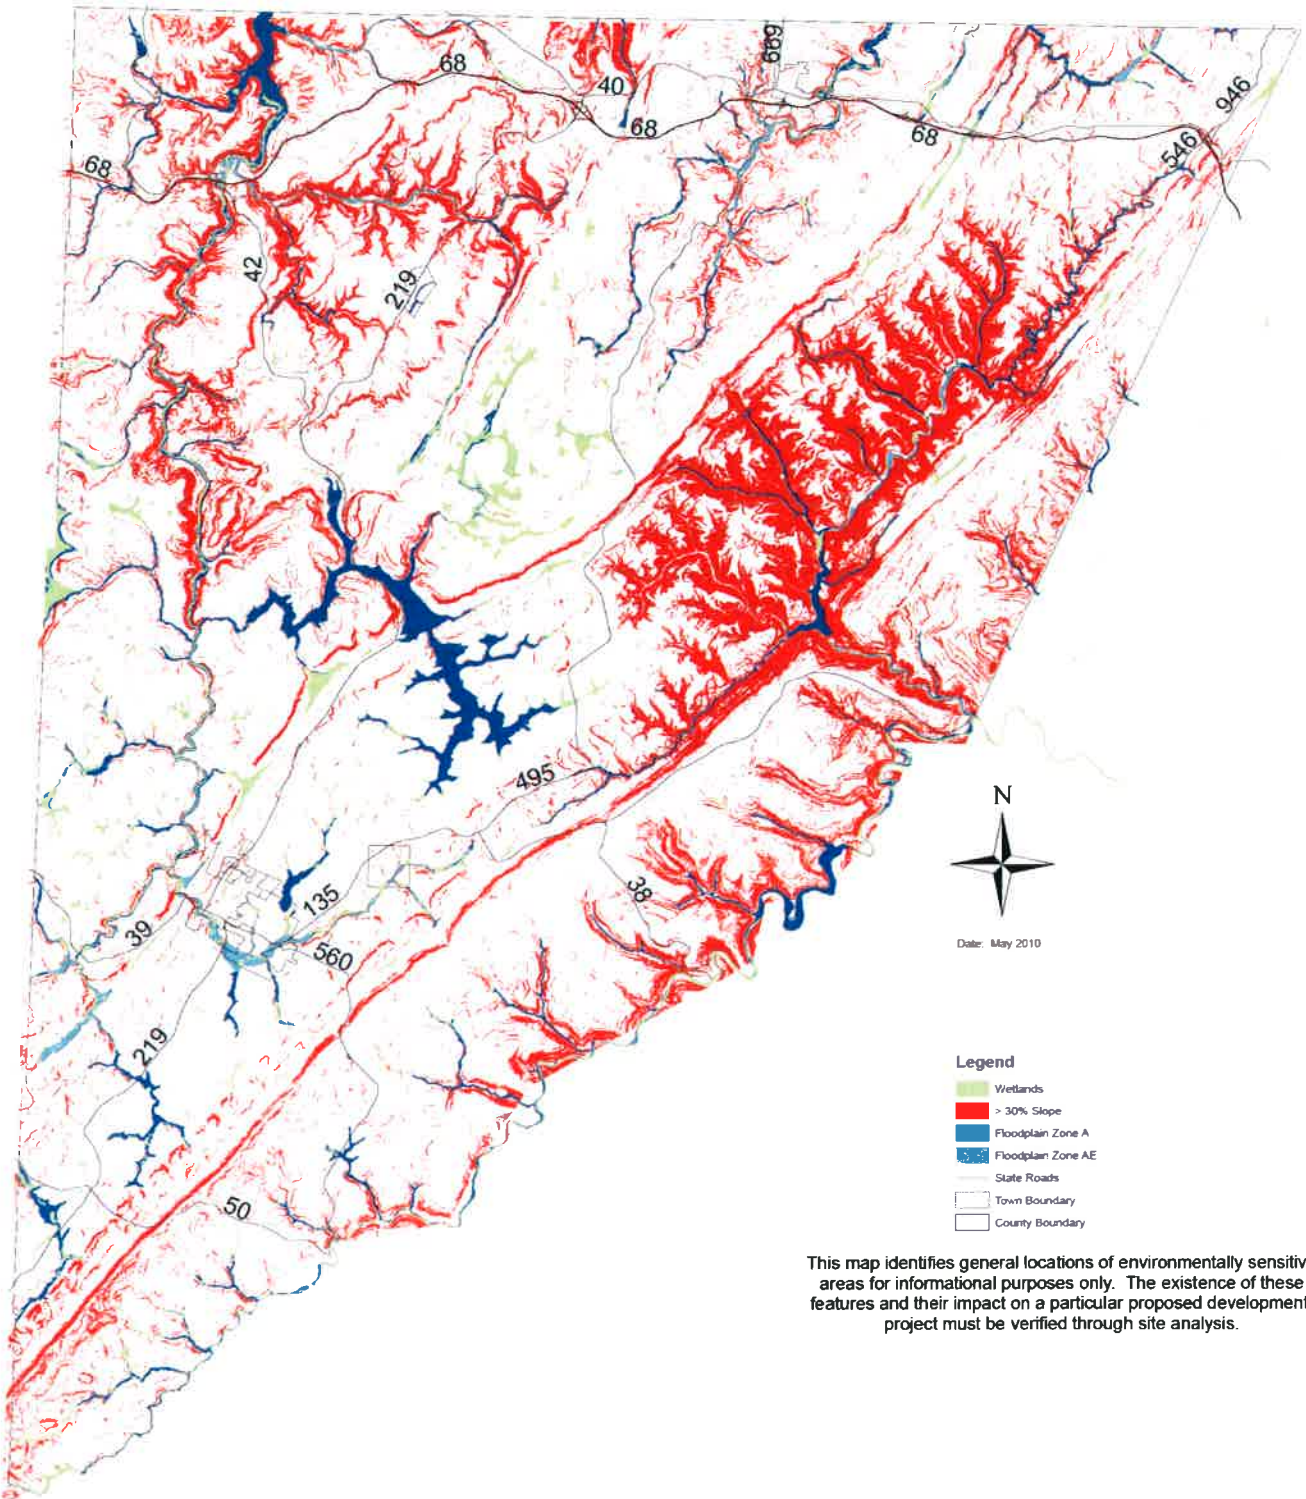 669
68
40
946
68
68
546
68
42
219
495
N
38
135
39
Date: May 2010
560
219
Legend
Wetlands
> 30% Slope
Floodplain Zone A
Floodplain Zone AE
State Roads
Town Boundary
50
County Boundary
This map identifies general locations of environmentally sensitiv
areas for informational purposes only. The existence of these
features and their impact on a particular proposed development
project must be verified through site analysis.